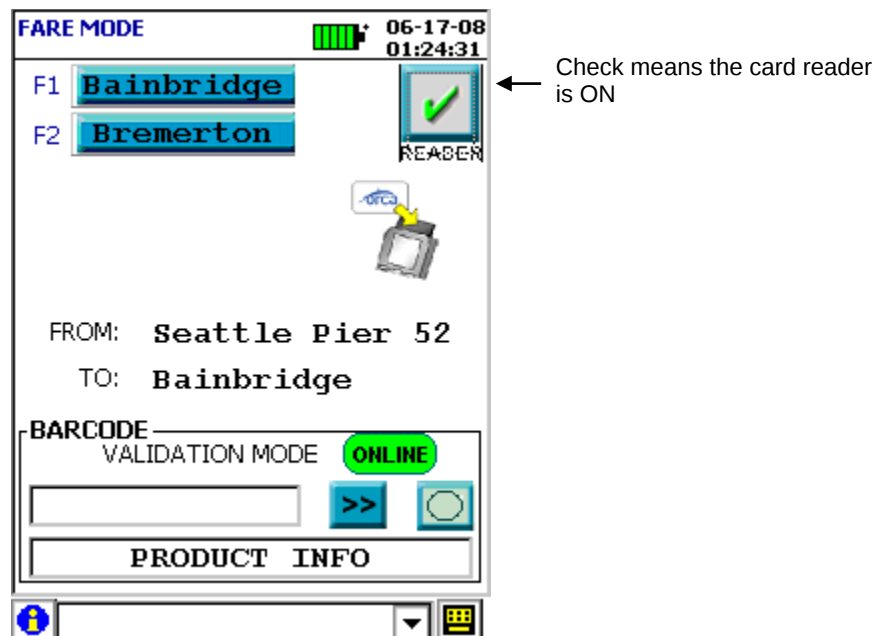 FARE MODE
06-17-08
01:24:31
F1 Bainbridge
F2 Bremerton
READER
Check means the card reader
is ON
orca
FROM: Seattle Pier 52
TO: Bainbridge
BARCODE
VALIDATION MODE ONLINE
>>
PRODUCT INFO